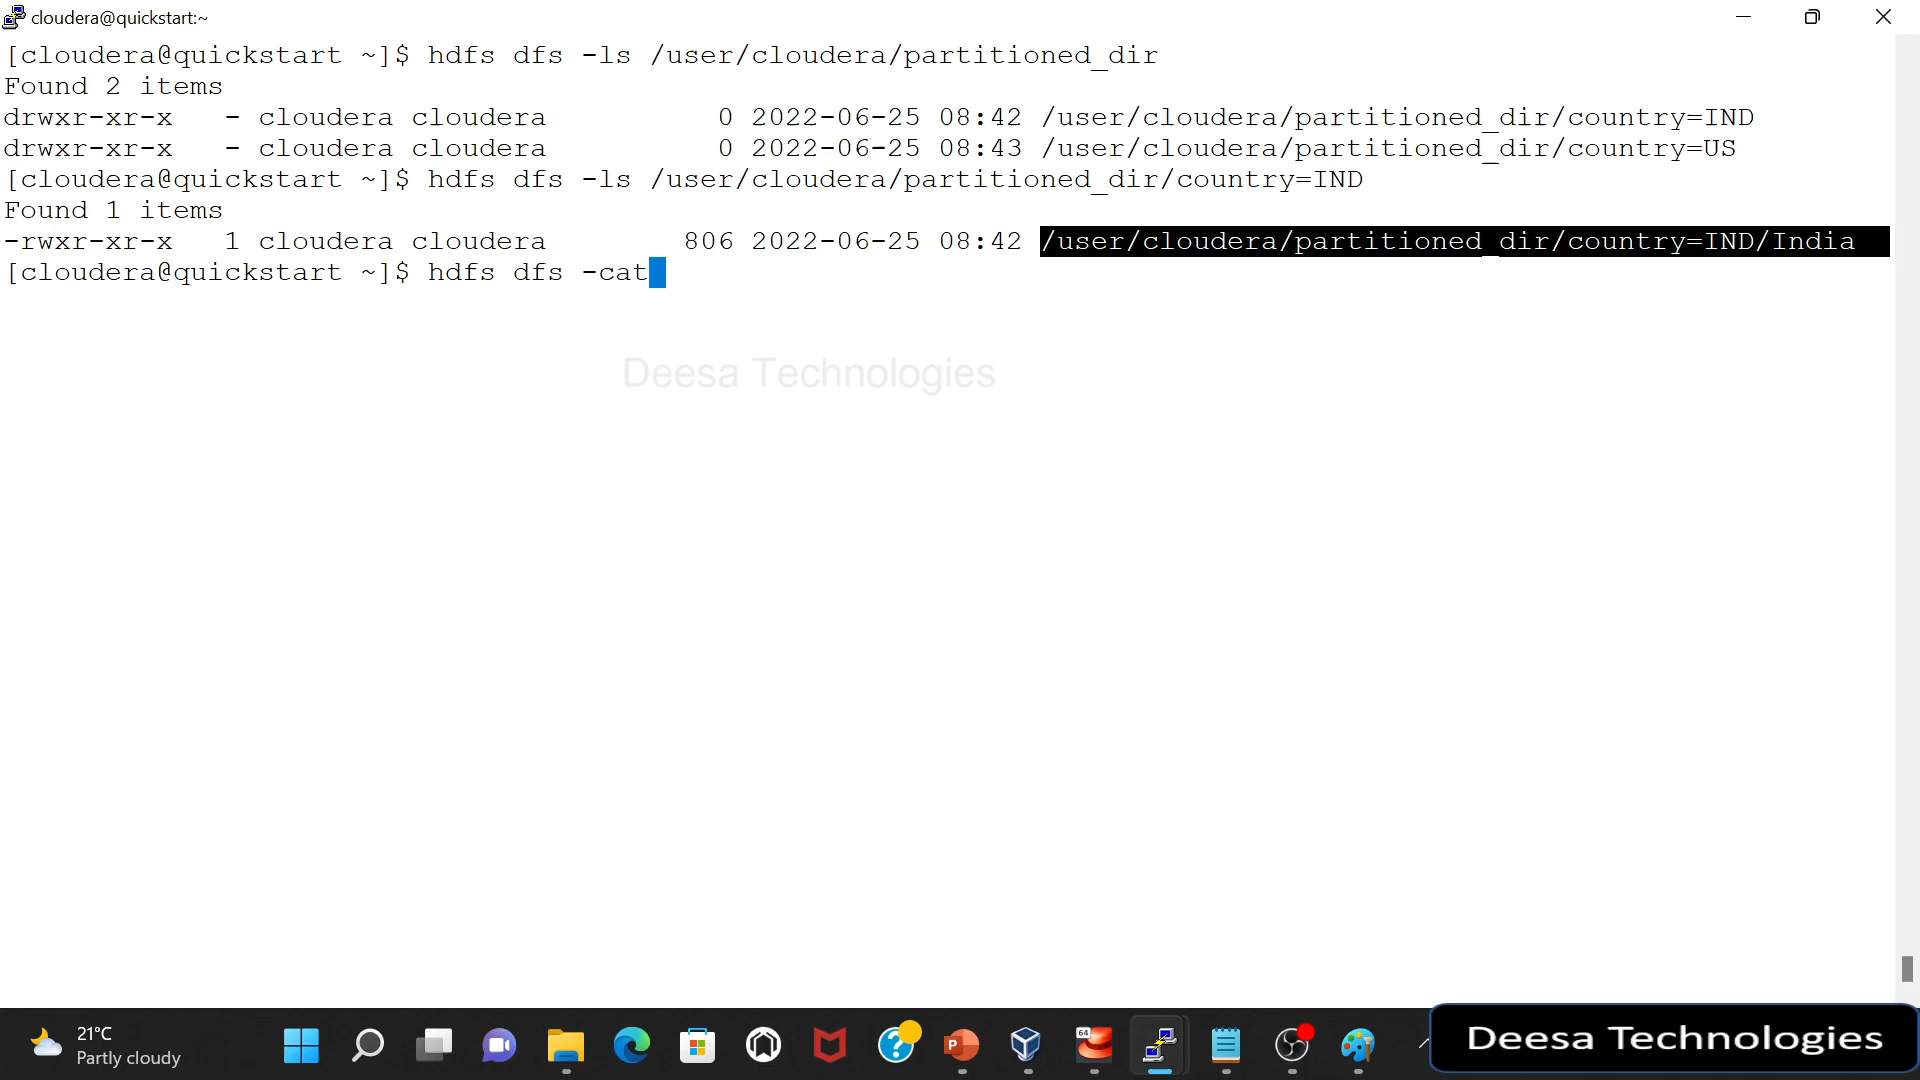 cloudera@quickstart:~
[cloudera@quickstart ~]$ hdfs dfs -ls /user/cloudera/partitioned_dir
Found 2 items
drwxr-xr-x   - cloudera cloudera          0 2022-06-25 08:42 /user/cloudera/partitioned_dir/country=IND
drwxr-xr-x   - cloudera cloudera          0 2022-06-25 08:43 /user/cloudera/partitioned_dir/country=US
[cloudera@quickstart ~]$ hdfs dfs -ls /user/cloudera/partitioned_dir/country=IND
Found 1 items
-rwxr-xr-x   1 cloudera cloudera        806 2022-06-25 08:42 /user/cloudera/partitioned_dir/country=IND/India
[cloudera@quickstart ~]$ hdfs dfs -cat
Deesa Technologies
21°C
Partly cloudy
P
64
Deesa Technologies